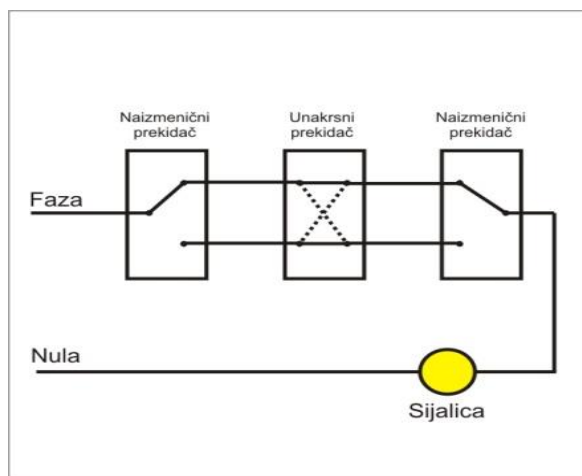 Naizmenični
prekidač
Unakrsni
prekidač
Naizmenični
prekidač
Faza
Nula
Sijalica